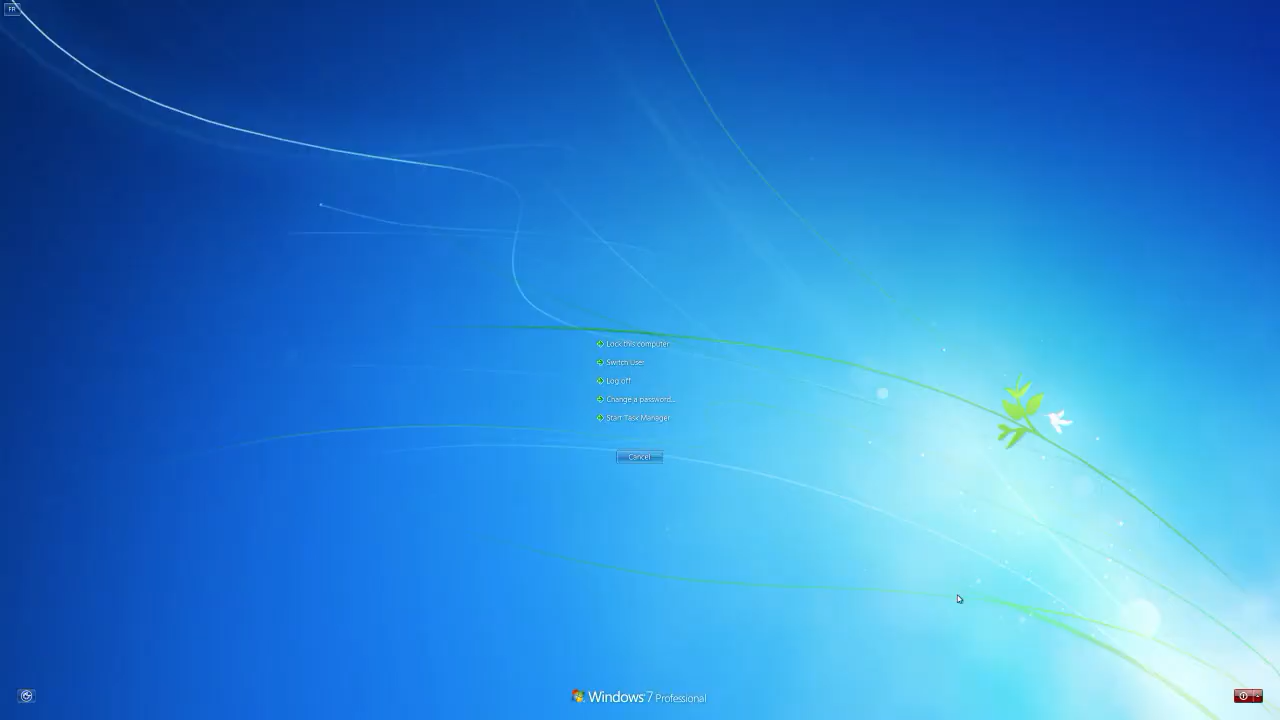 FR
Lock this computer
Switch User
Log off
Change a password...
Start Task Manager
Cancel
Windows 7 Professional